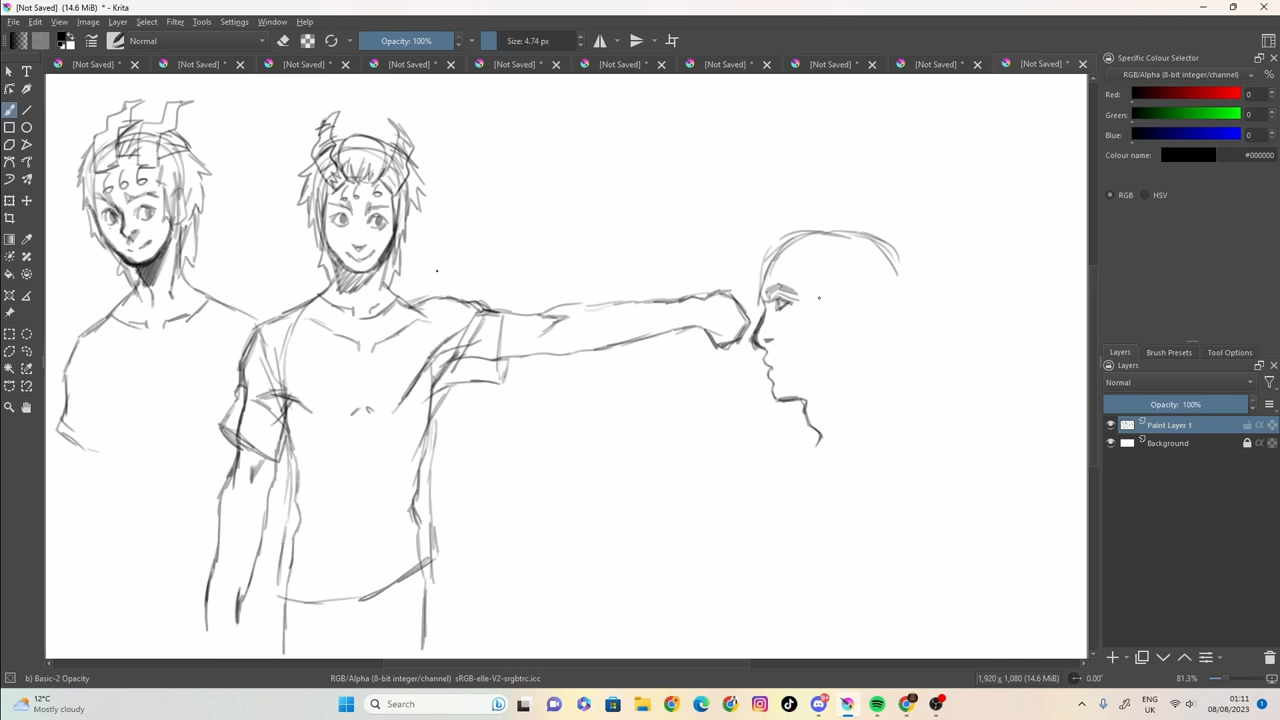 [Not Saved] (14.6 MiB) * - Krita
File Edit View Image Layer Select Filter Tools Settings Window Help
Normal Opacity: 100% Size: 4.74 px
[Not Saved] * [Not Saved] * [Not Saved] * [Not Saved] * [Not Saved] * [Not Saved] * [Not Saved] * [Not Saved] * [Not Saved] * [Not Saved] *
Specific Colour Selector
RGB/Alpha (8-bit integer/channel)
Red: 0
Green: 0
Blue: 0
Colour name: #000000
RGB HSV
666
Layers Brush Presets Tool Options
Layers
Normal
Opacity: 100%
Paint Layer 1
Background
b) Basic-2 Opacity RGB/Alpha (8-bit integer/channel) sRGB-elle-V2-srgbtrc.icc 1,920 x 1,080 (14.6 MiB) 0.00° 81.3%
12°C
Mostly cloudy
Search
ENG
UK
01:11
08/08/2023